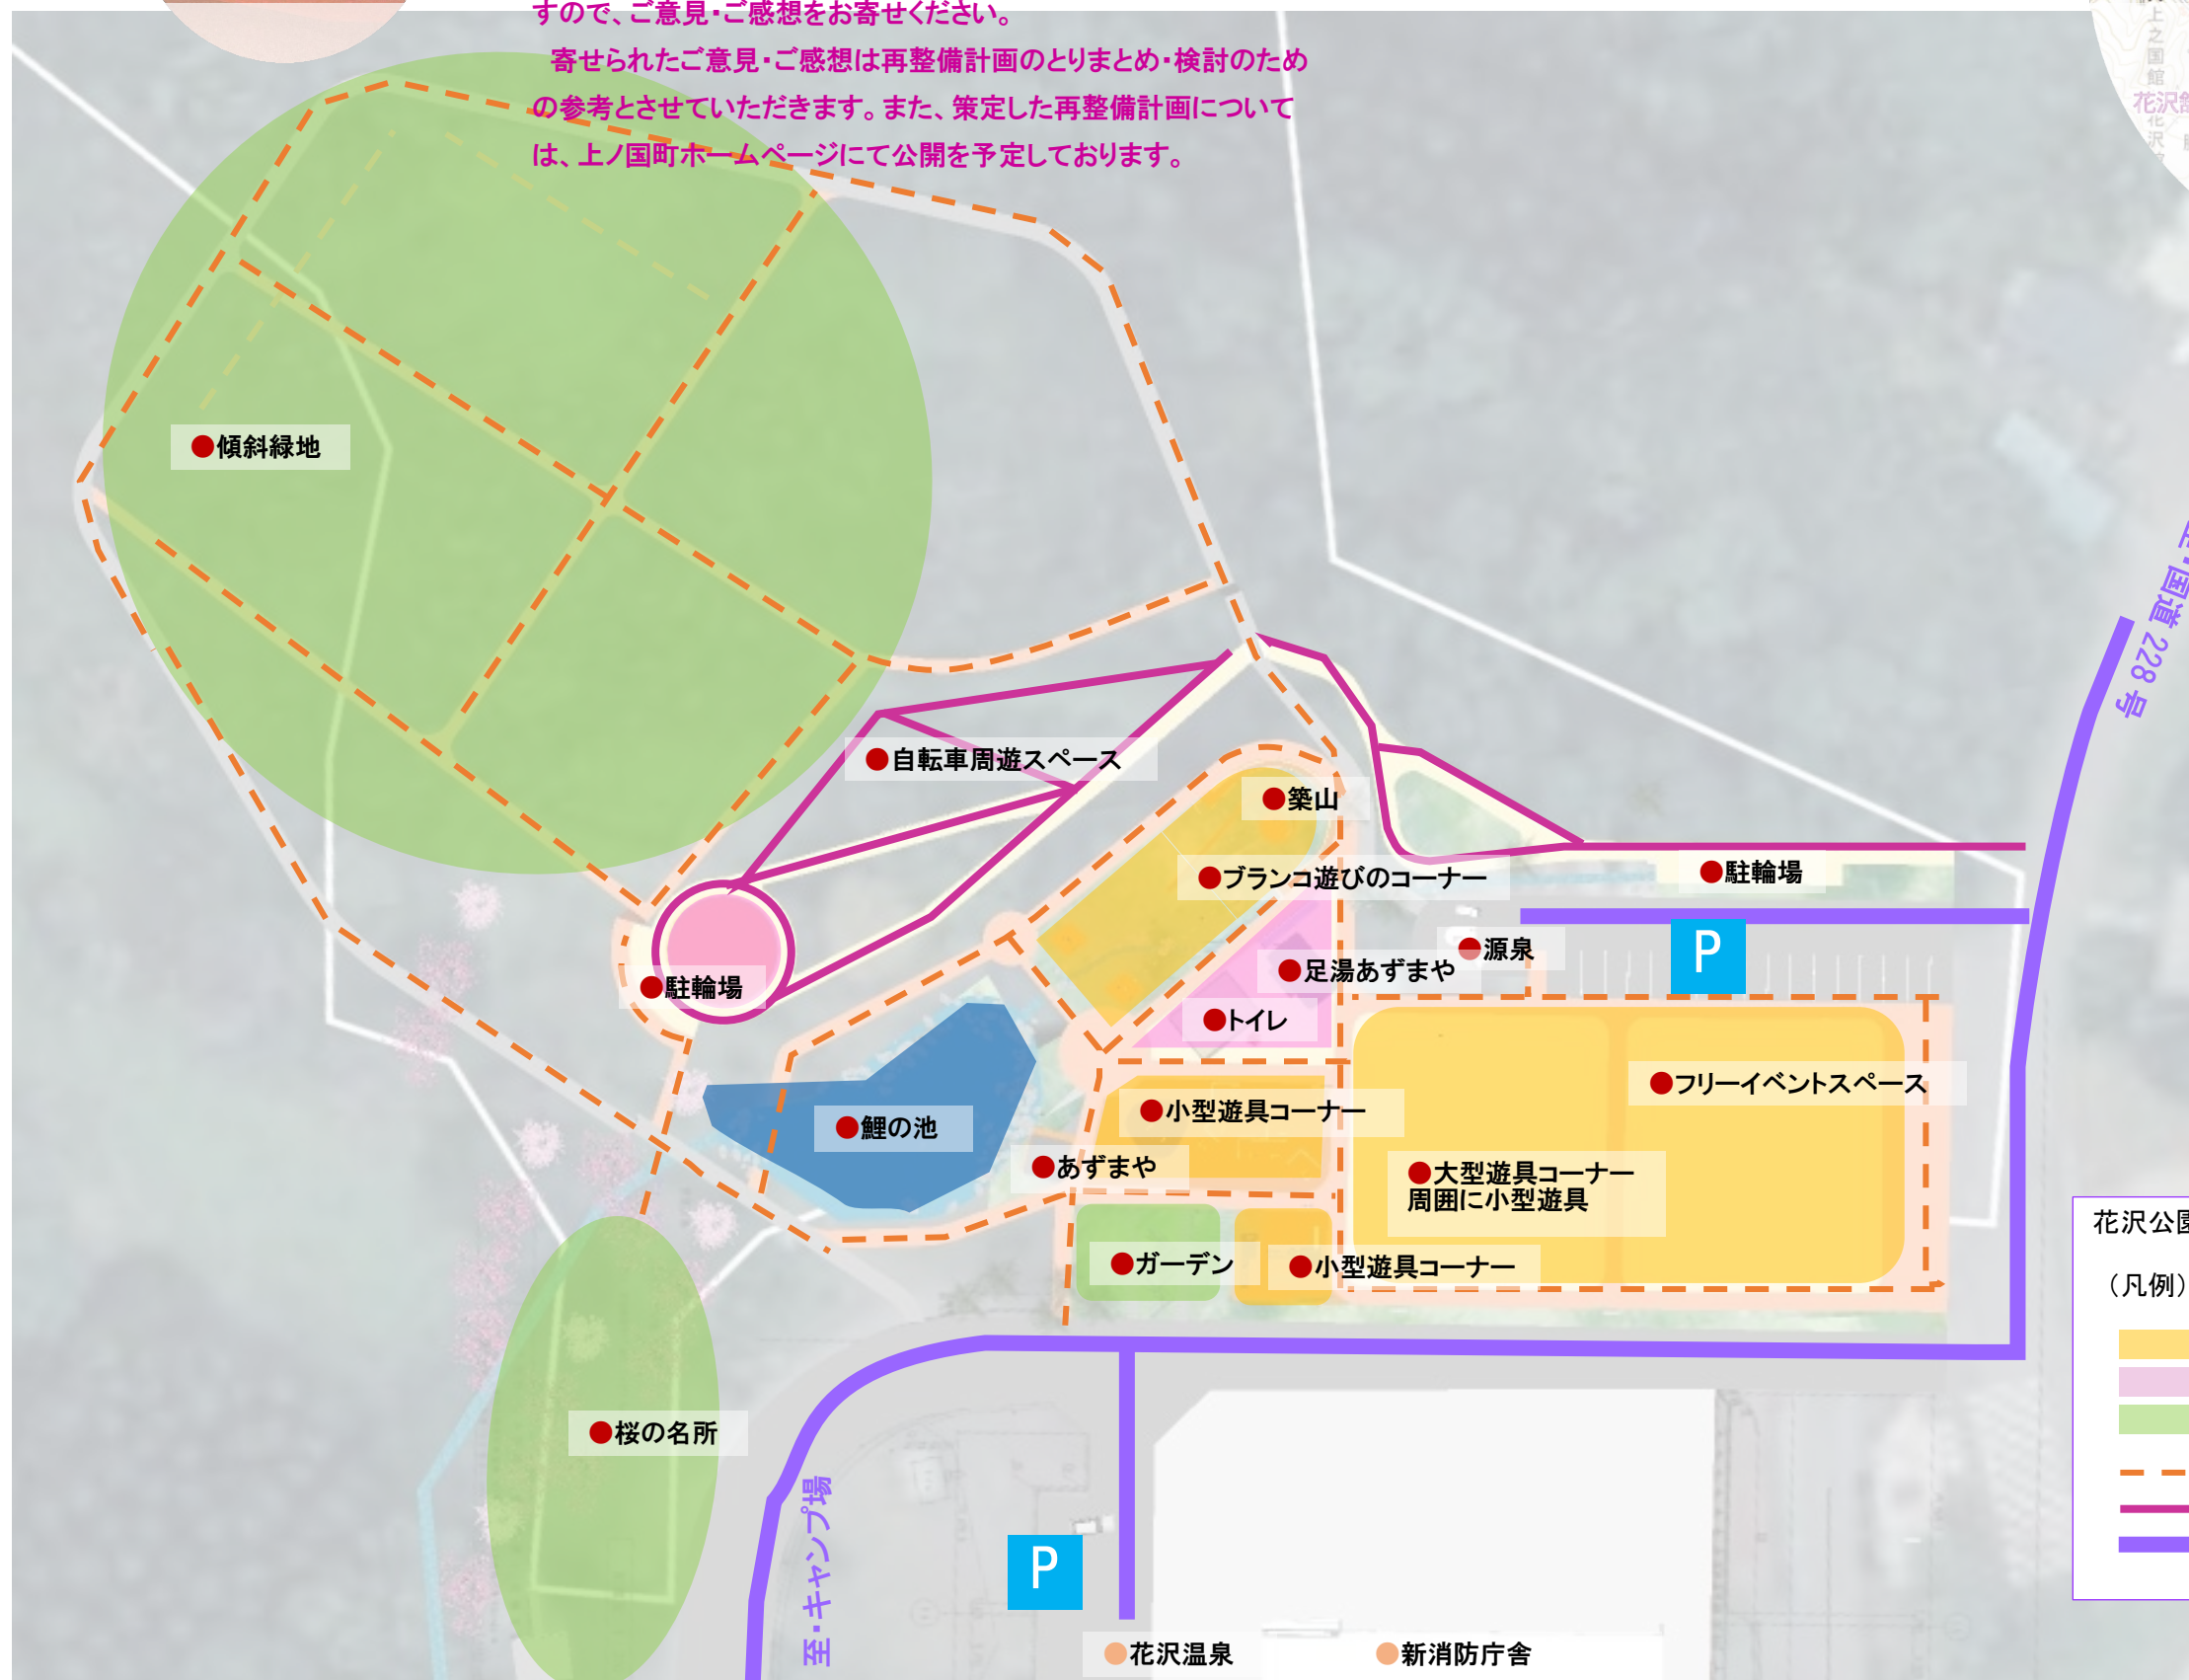 すので、ご意見・ご感想をお寄せください。
寄せられたご意見・ご感想は再整備計画のとりまとめ・検討のため
の参考とさせていただきます。また、策定した再整備計画について
は、上ノ国町ホームページにて公開を予定しております。
上之国館
花沢館
●傾斜緑地
国道 228 号
●自転車周遊スペース
●築山
●ブランコ遊びのコーナー
●駐輪場
●源泉
P
●足湯あずまや
●駐輪場
●トイレ
●フリーイベントスペース
●小型遊具コーナー
●鯉の池
●あずまや
●大型遊具コーナー
周囲に小型遊具
●ガーデン
●小型遊具コーナー
花沢公園
（凡例）
●桜の名所
至・キャンプ場
P
●花沢温泉
●新消防庁舎